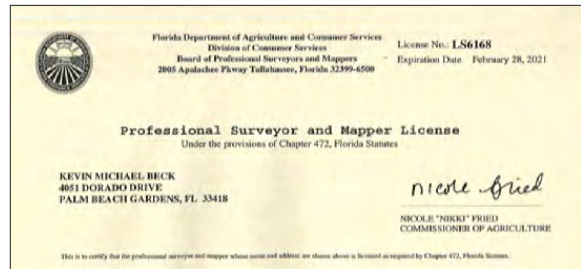 Florida Department of Agriculture and Consumer Services
Division of Consumer Services
Board of Professional Surveyors and Mappers
2005 Apalachee Pkway Tallahassee, Florida 32399-6500
License No.: LS6168
Expiration Date February 28, 2021
Professional Surveyor and Mapper License
Under the provisions of Chapter 472, Florida Statutes
KEVIN MICHAEL BECK
4051 DORADO DRIVE
PALM BEACH GARDENS, FL 33418
Nicole Fried
NICOLE "NIKKI" FRIED
COMMISSIONER OF AGRICULTURE
This is to certify that the professional surveyor and mapper whose name and address are shown above is licensed as required by Chapter 472, Florida Statutes.